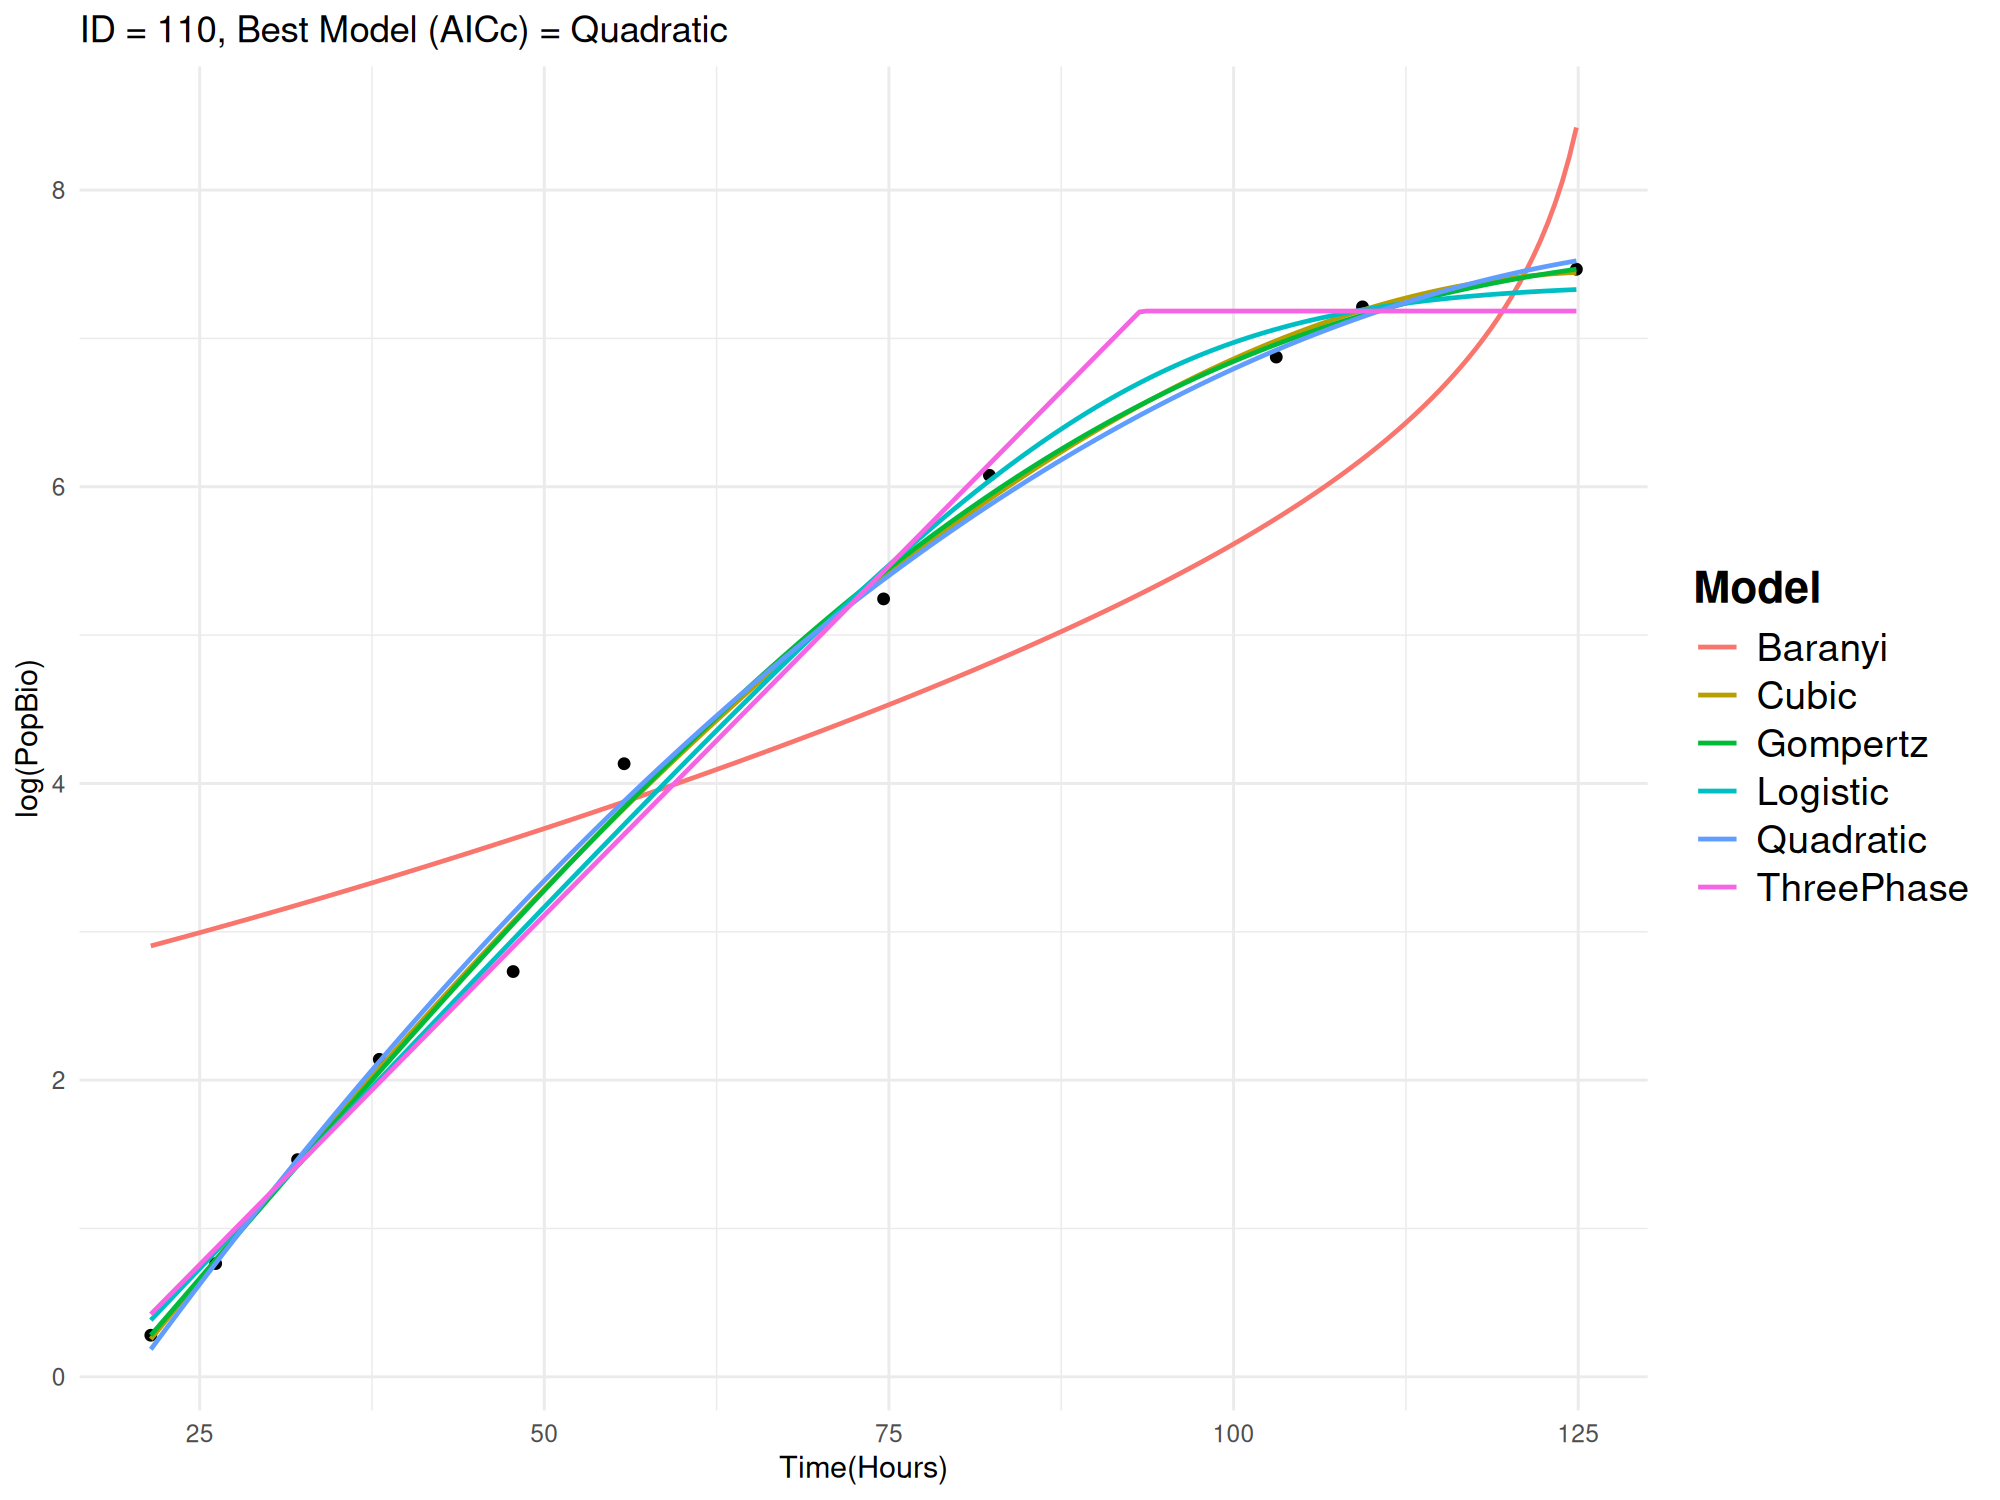 ID = 110, Best Model (AICc) = Quadratic
8
6
4
2
0
log(PopBio)
25 50 75 100 125
Time(Hours)
Model
Baranyi
Cubic
Gompertz
Logistic
Quadratic
ThreePhase